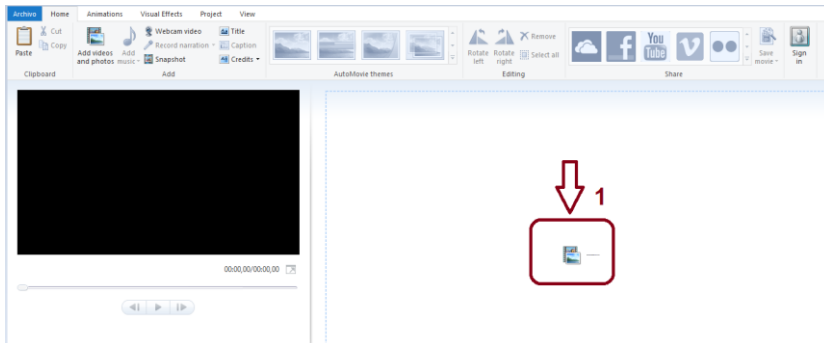 Archivo Home Animations Visual Effects Project View
Paste
Cut
Copy
Clipboard
Add videos
and photos
Add
music
Webcam video
Record narration
Snapshot
Title
Caption
Credits
Add
AutoMovie themes
Rotate
left
Rotate
right
Remove
Select all
Editing
f
You
Tube
V
Share
Save
movie
Sign
in
00:00,00/00:00,00
1